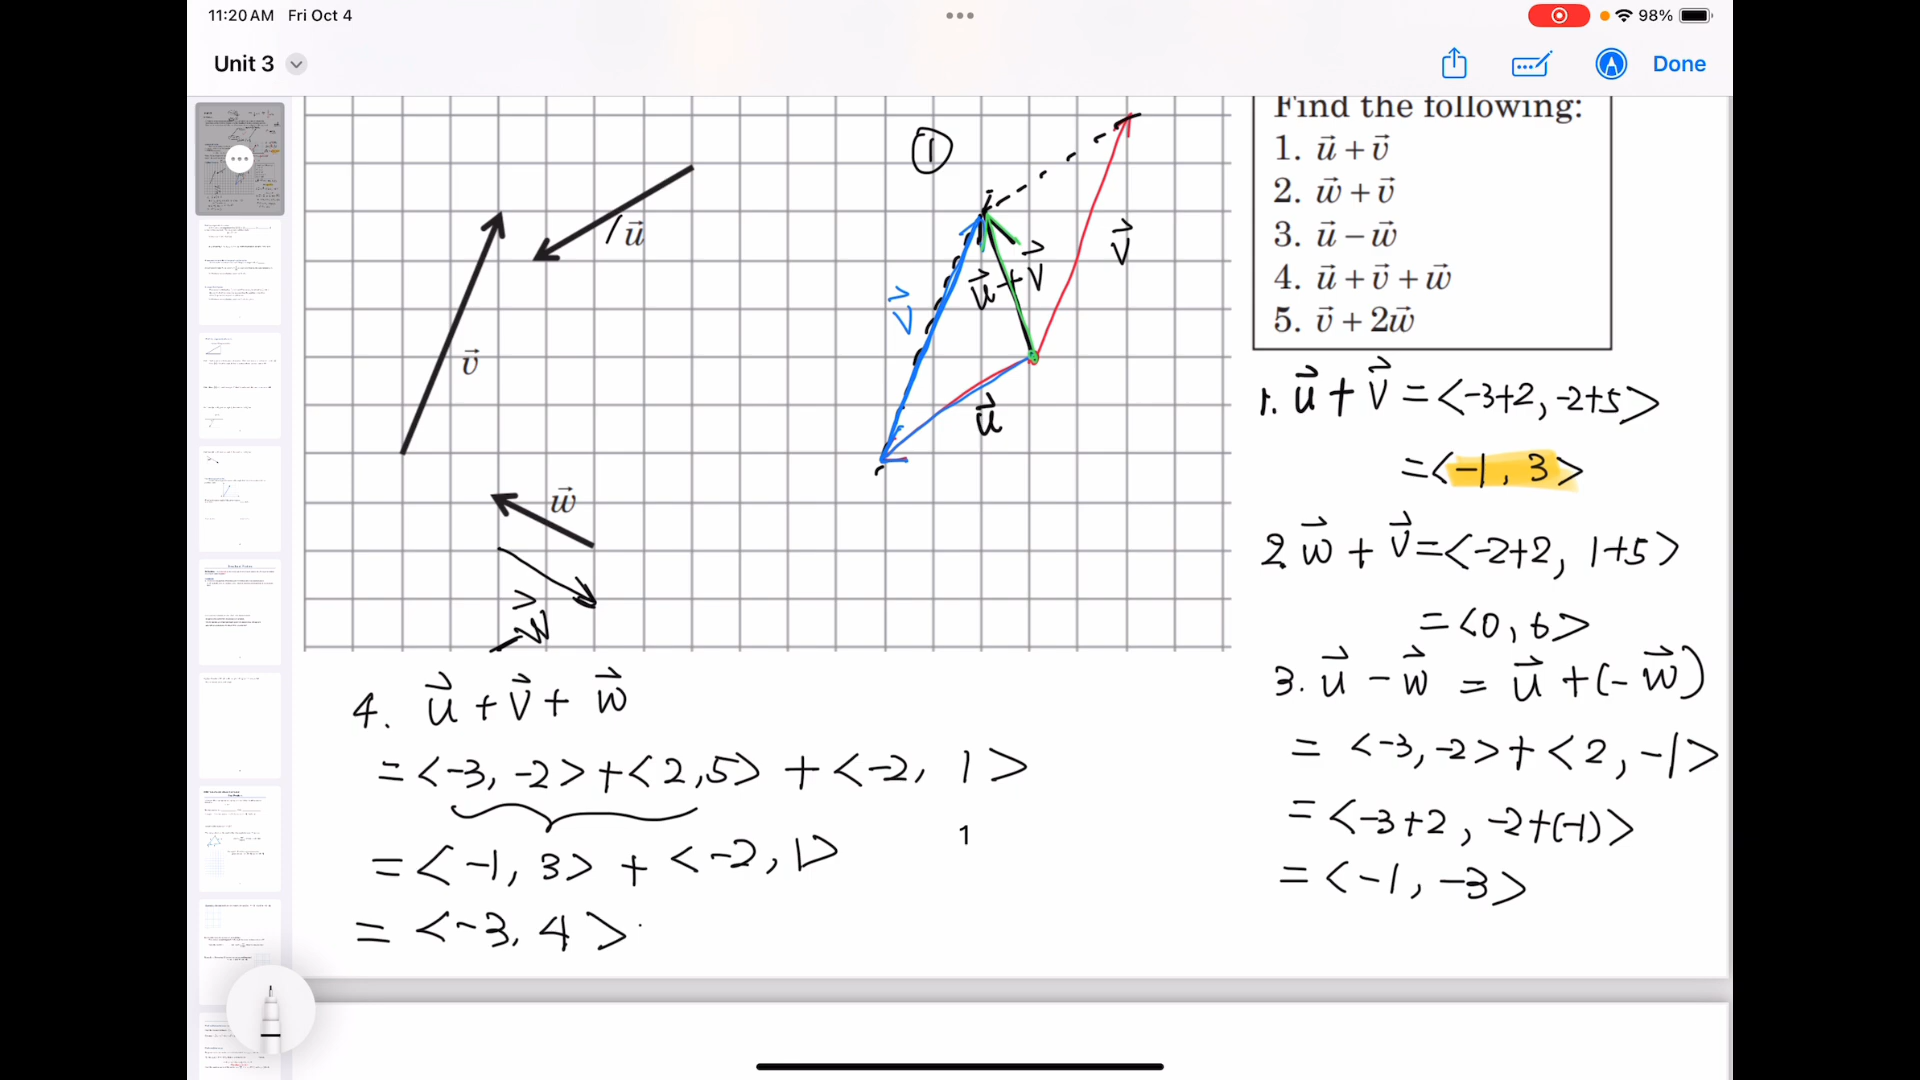 11:20 AM Fri Oct 4
98%
Unit 3
Done
Find the following:
1. u⃗ + v⃗
2. w⃗ + v⃗
3. u⃗ − w⃗
4. u⃗ + v⃗ + w⃗
5. v⃗ + 2w⃗
①
u⃗
v⃗
w⃗
-w⃗
v⃗
u⃗ + v⃗
v⃗
u⃗
1. u⃗ + v⃗ = <-3+2, -2+5>
= <-1, 3>
2. w⃗ + v⃗ = <-2+2, 1+5>
= <0, 6>
3. u⃗ - w⃗ = u⃗ + (-w⃗)
= <-3, -2> + <2, -1>
= <-3+2, -2+(-1)>
= <-1, -3>
4. u⃗ + v⃗ + w⃗
= <-3, -2> + <2, 5> + <-2, 1>
1
= <-1, 3> + <-2, 1>
= <-3, 4>